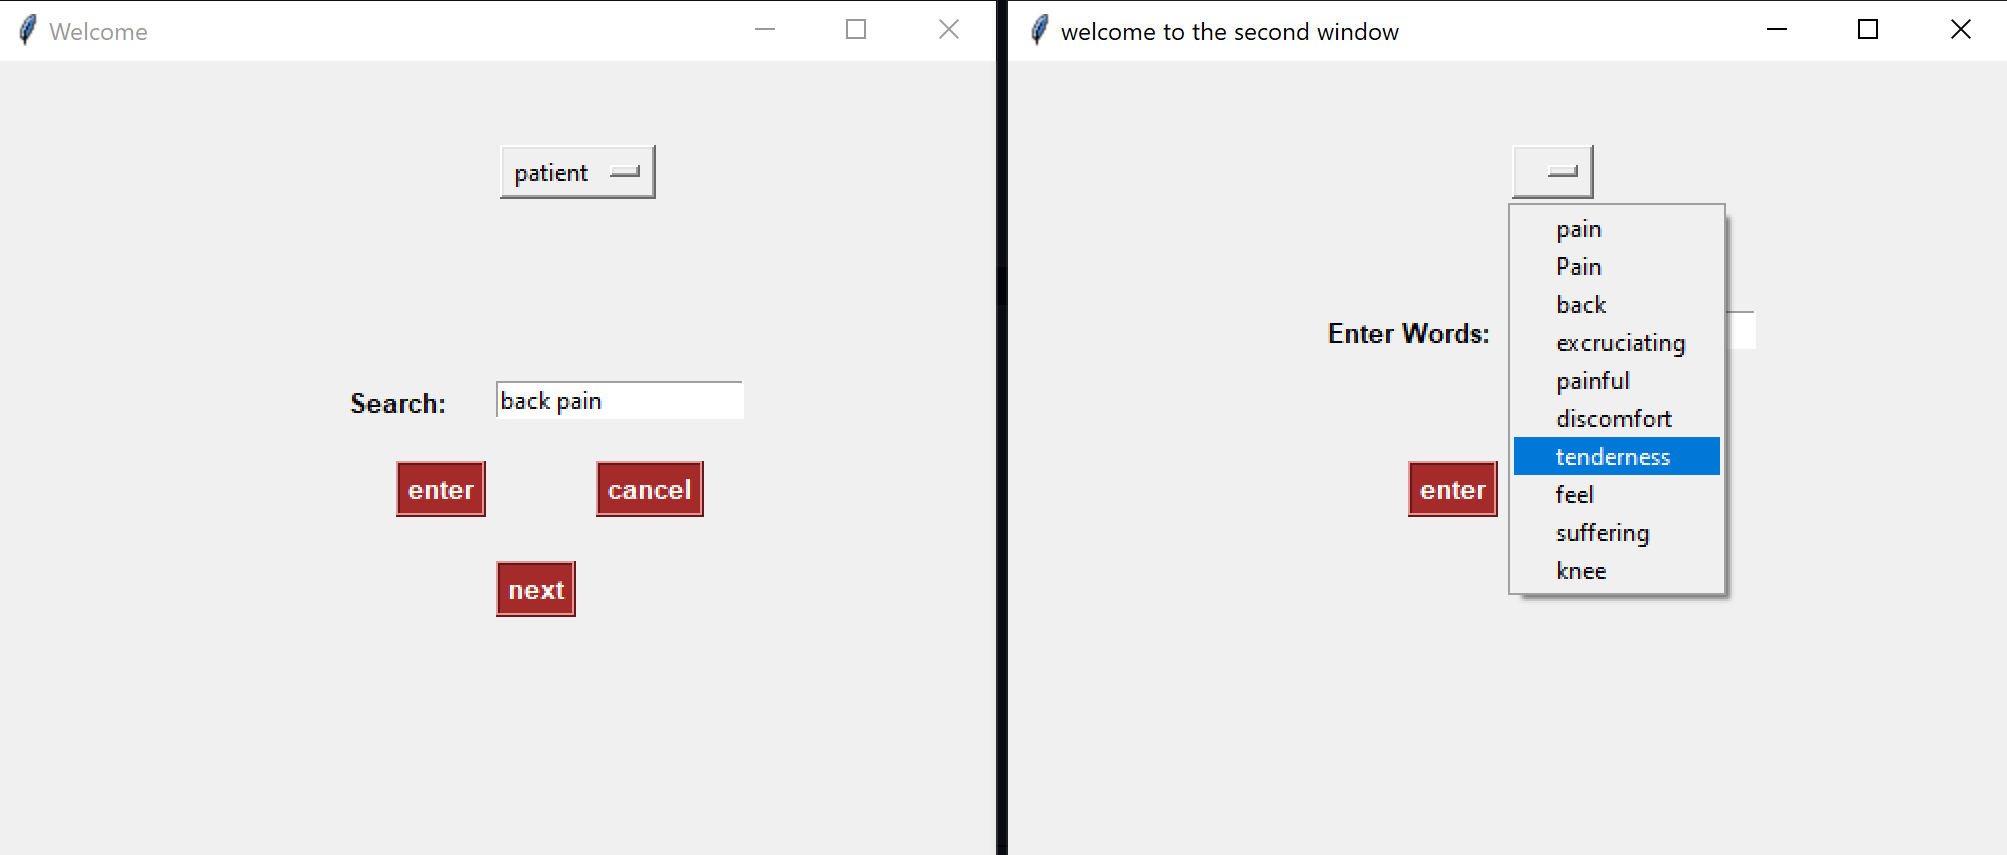 Welcome
patient
Search:
back pain
enter
cancel
next
welcome to the second window
pain
Pain
back
excruciating
painful
discomfort
tenderness
feel
suffering
knee
Enter Words:
enter